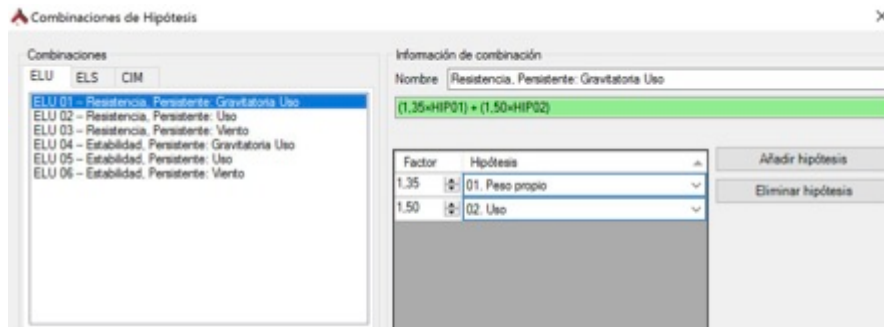 Combinaciones de Hipótesis
Combinaciones
ELU ELS CIM
ELU 01 – Resistencia, Persistente: Gravitatoria Uso
ELU 02 – Resistencia, Persistente: Uso
ELU 03 – Resistencia, Persistente: Viento
ELU 04 – Estabilidad, Persistente: Gravitatoria Uso
ELU 05 – Estabilidad, Persistente: Uso
ELU 06 – Estabilidad, Persistente: Viento
Información de combinación
Nombre Resistencia, Persistente: Gravitatoria Uso
(1,35×HIP01) + (1,50×HIP02)
Factor Hipótesis
1,35 01. Peso propio
1,50 02. Uso
Añadir hipótesis
Eliminar hipótesis